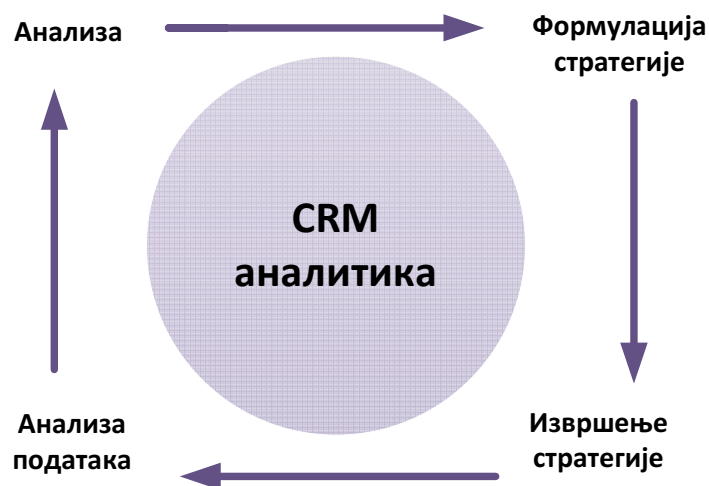 Анализа
Формулација
стратегије
CRM
аналитика
Анализа
података
Извршење
стратегије